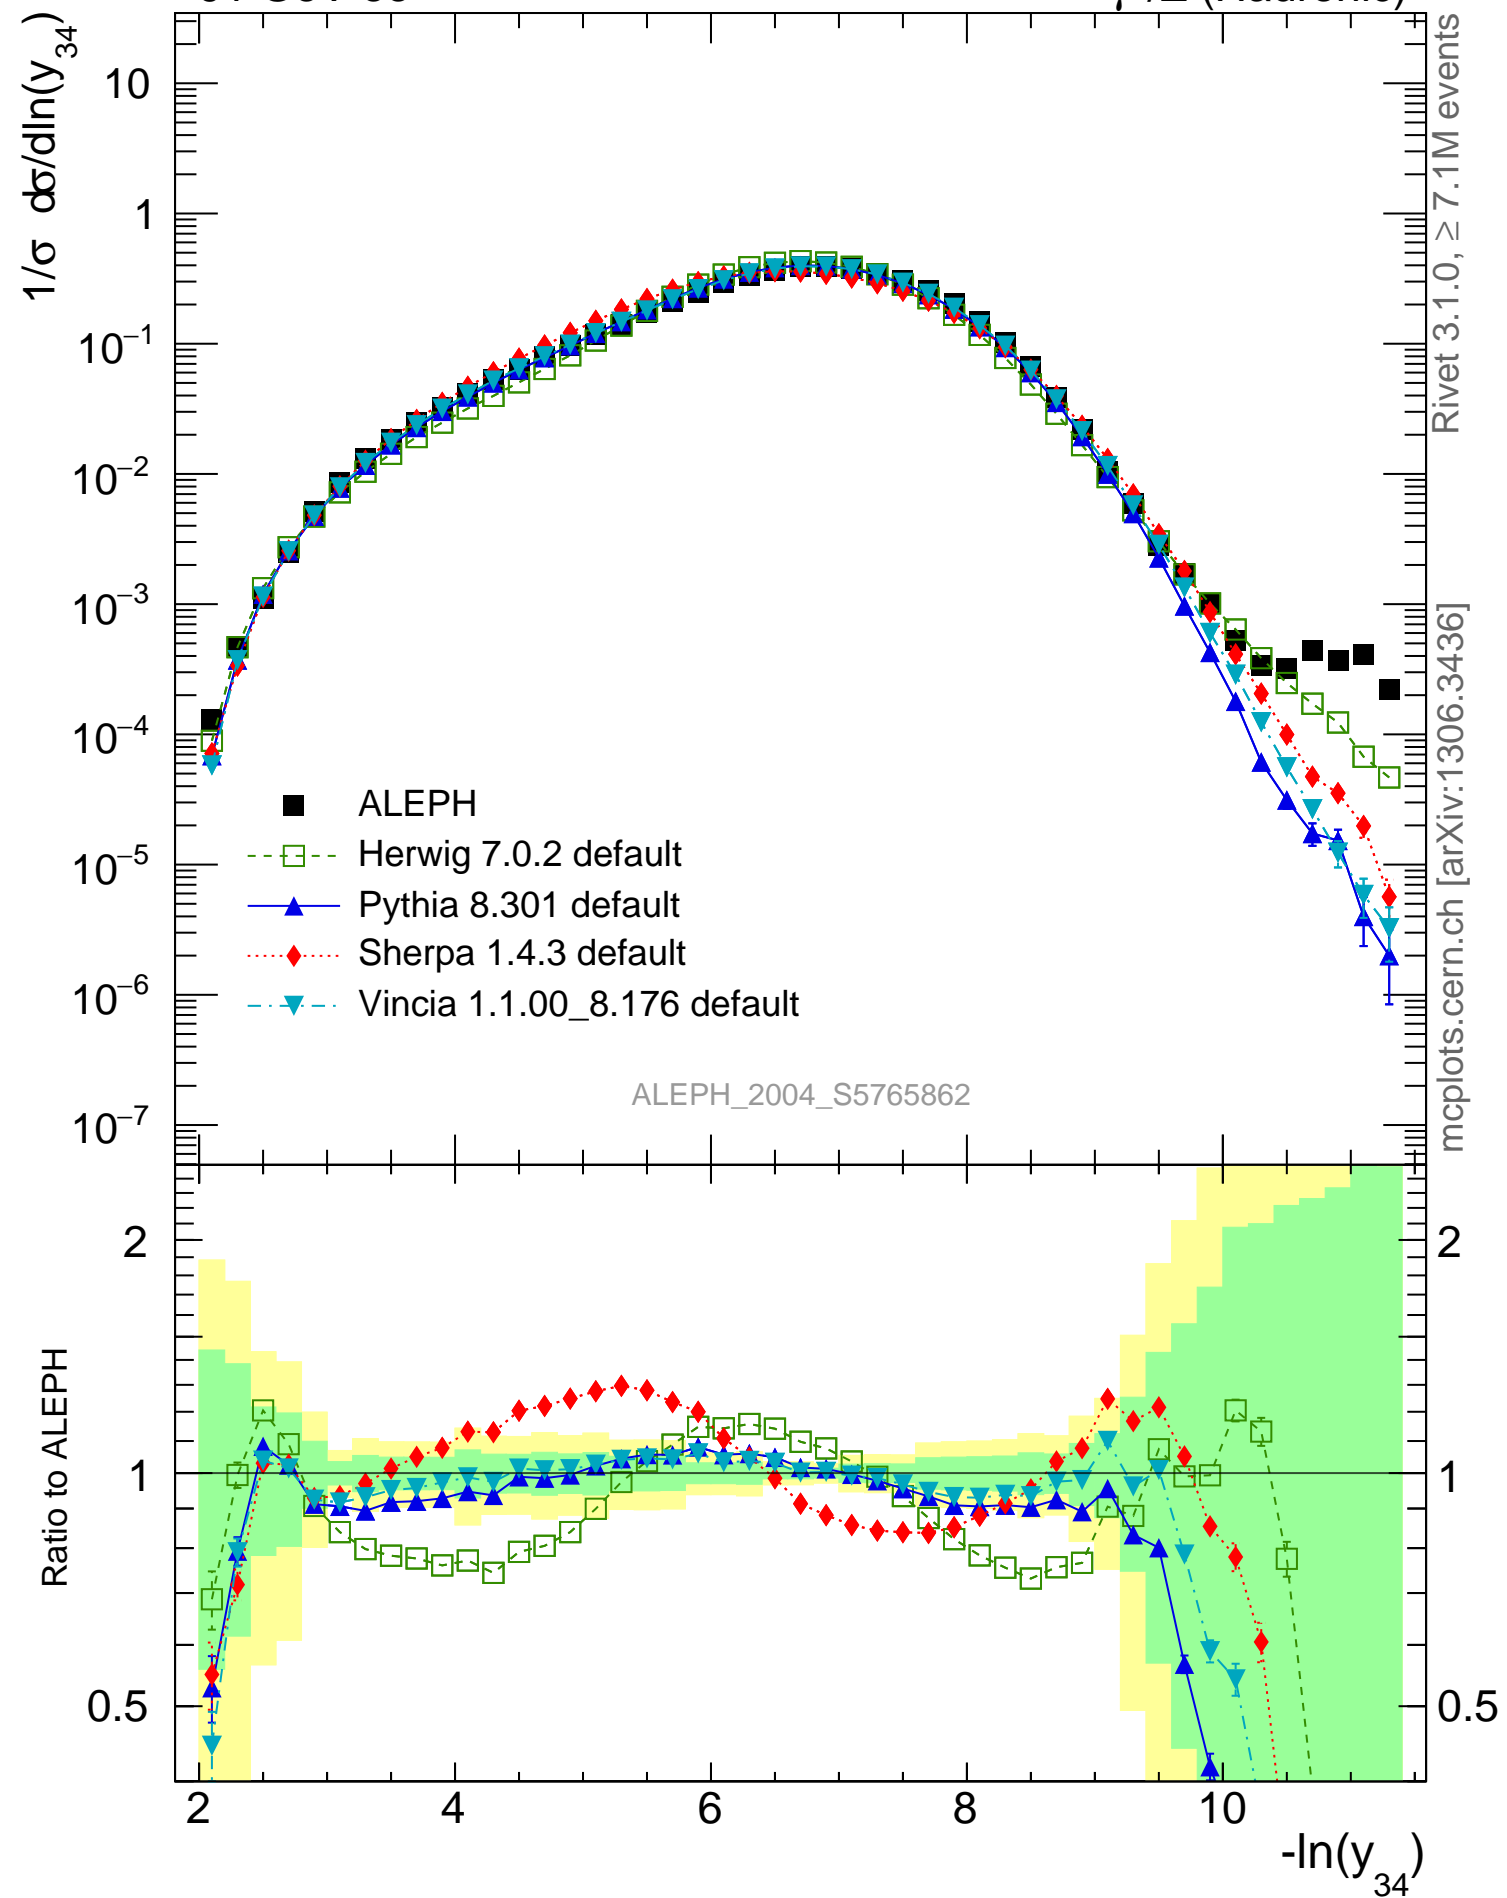 1/σ dσ/dln(y34)
10
1
10−1
10−2
10−3
10−4
10−5
10−6
10−7
ALEPH
Herwig 7.0.2 default
Pythia 8.301 default
Sherpa 1.4.3 default
Vincia 1.1.00_8.176 default
ALEPH_2004_S5765862
Rivet 3.1.0, ≥ 7.1M events
mcplots.cern.ch [arXiv:1306.3436]
Ratio to ALEPH
2
1
0.5
2
1
0.5
2 4 6 8 10
-ln(y34)